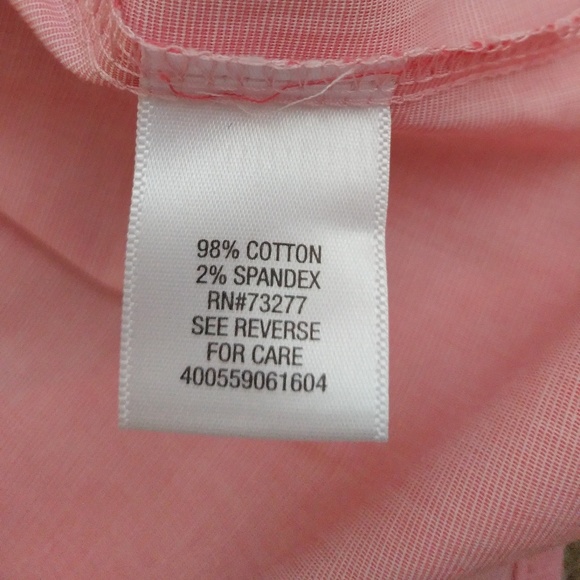 98% COTTON
2% SPANDEX
RN#73277
SEE REVERSE
FOR CARE
400559061604